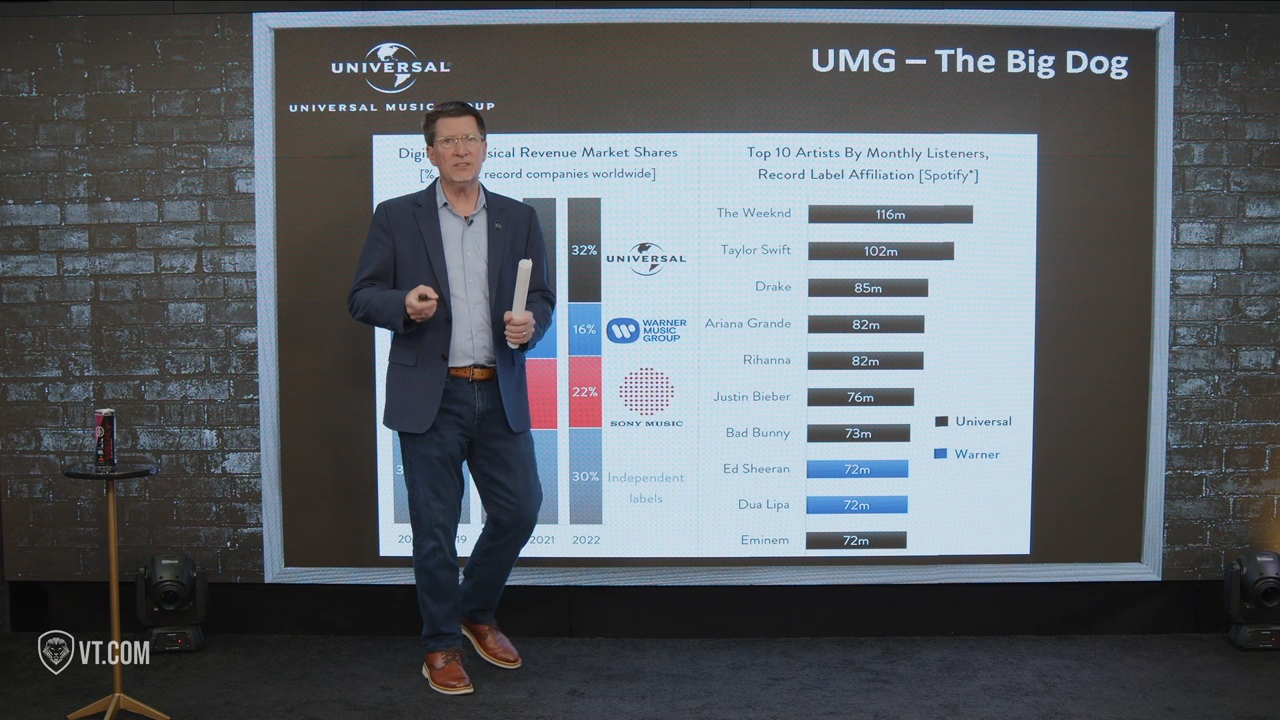 UNIVERSAL
UNIVERSAL MUSIC GROUP
UMG – The Big Dog
Revenue Market Shares
record companies worldwide]
32%
16%
22%
30%
UNIVERSAL
WARNER
MUSIC
GROUP
SONY MUSIC
Independent
labels
2021
2022
Top 10 Artists By Monthly Listeners,
Record Label Affiliation [Spotify*]
The Weeknd 116m
Taylor Swift 102m
Drake 85m
Ariana Grande 82m
Rihanna 82m
Justin Bieber 76m
Bad Bunny 73m
Ed Sheeran 72m
Dua Lipa 72m
Eminem 72m
Universal
Warner
VT.COM